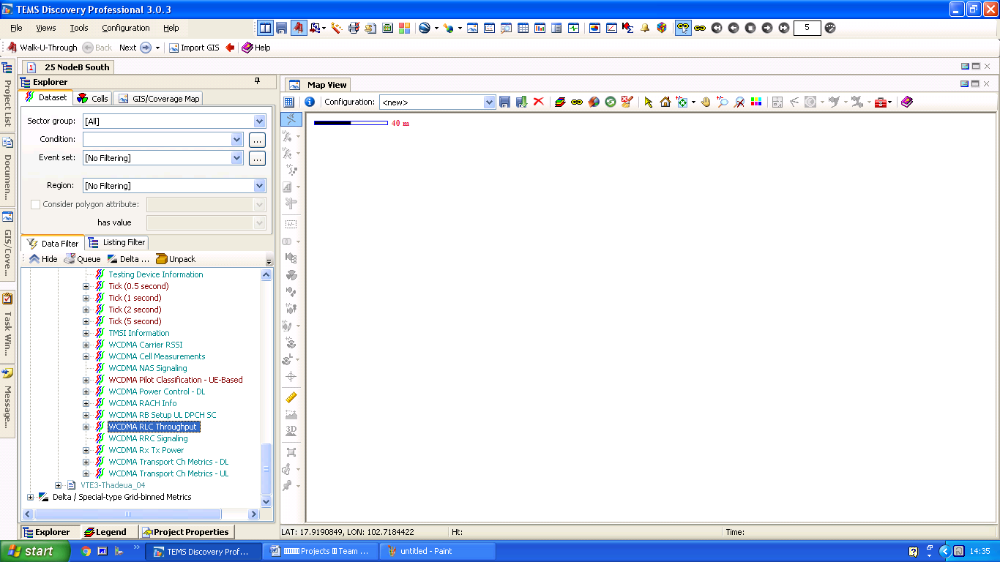 TEMS Discovery Professional 3.0.3
File Views Tools Configuration Help
5
Walk-U-Through Back Next Import GIS Help
25 NodeB South
Explorer
Dataset Cells GIS/Coverage Map
Sector group: [All]
Condition: ...
Event set: [No Filtering] ...
Region: [No Filtering]
Consider polygon attribute:
has value
Data Filter Listing Filter
Hide Queue Delta ... Unpack
Testing Device Information
Tick (0.5 second)
Tick (1 second)
Tick (2 second)
Tick (5 second)
TMSI Information
WCDMA Carrier RSSI
WCDMA Cell Measurements
WCDMA NAS Signaling
WCDMA Pilot Classification - UE-Based
WCDMA Power Control - DL
WCDMA RACH Info
WCDMA RB Setup UL DPCH SC
WCDMA RLC Throughput
WCDMA RRC Signaling
WCDMA Rx Tx Power
WCDMA Transport Ch Metrics - DL
WCDMA Transport Ch Metrics - UL
VTE3-Thadeua_04
Delta / Special-type Grid-binned Metrics
Explorer Legend Project Properties
Project List
Documen...
GIS/Cove...
Task Win...
Message...
Map View
Configuration: <new>
40 m
3D
LAT: 17.9190849, LON: 102.7184422 Ht: Time:
start
TEMS Discovery Prof...
Projects Team ...
untitled - Paint
14:35